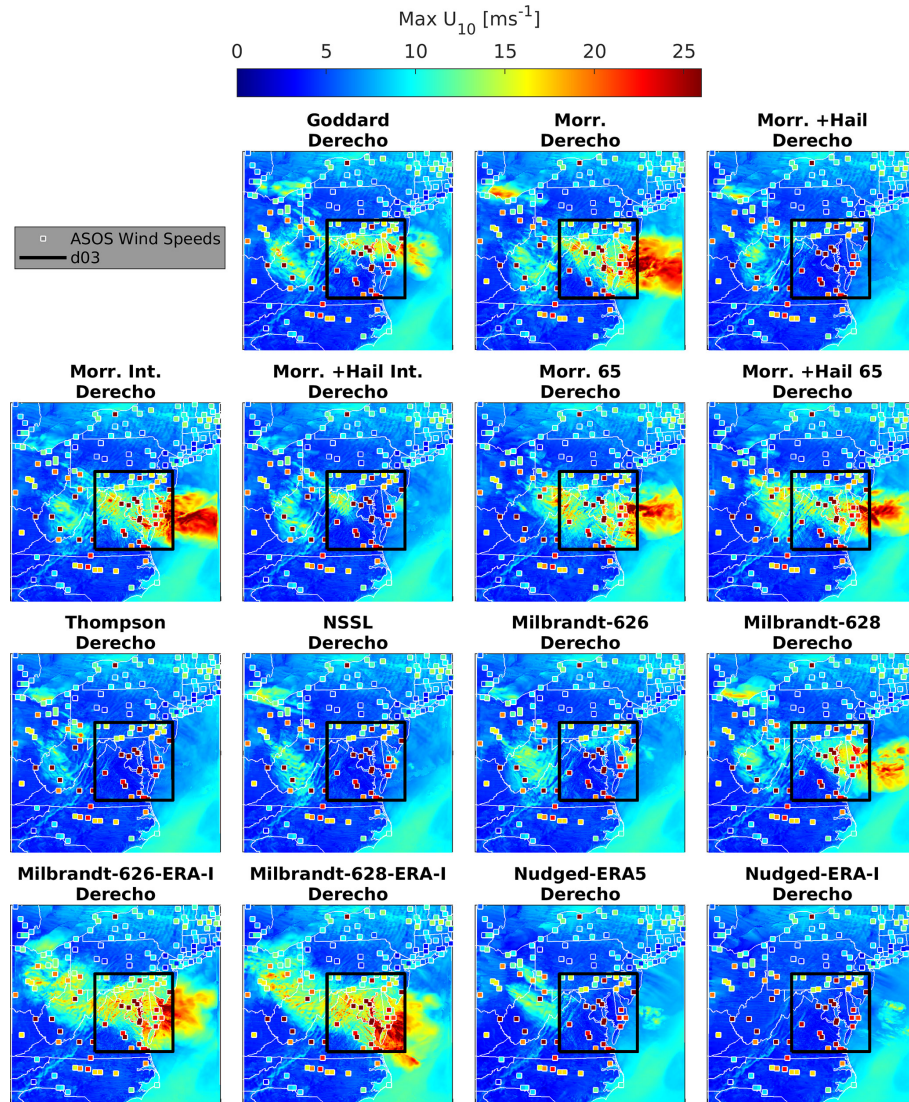 Max U10 [ms-1]
0 5 10 15 20 25
Goddard
Derecho
Morr.
Derecho
Morr. +Hail
Derecho
ASOS Wind Speeds
d03
Morr. Int.
Derecho
Morr. +Hail Int.
Derecho
Morr. 65
Derecho
Morr. +Hail 65
Derecho
Thompson
Derecho
NSSL
Derecho
Milbrandt-626
Derecho
Milbrandt-628
Derecho
Milbrandt-626-ERA-I
Derecho
Milbrandt-628-ERA-I
Derecho
Nudged-ERA5
Derecho
Nudged-ERA-I
Derecho